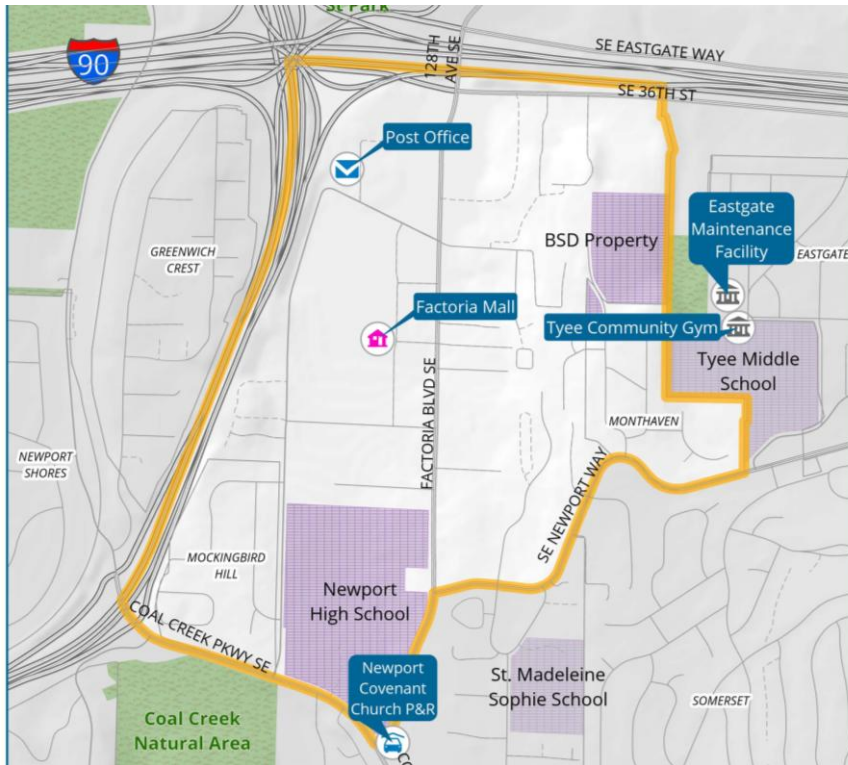 St Park
90
128TH
AVE SE
SE EASTGATE WAY
SE 36TH ST
Post Office
Eastgate
Maintenance
Facility
BSD Property
GREENWICH
CREST
EASTGATE
Factoria Mall
Tyee Community Gym
Tyee Middle
School
FACTORIA BLVD SE
MONTHAVEN
NEWPORT
SHORES
SE NEWPORT WAY
MOCKINGBIRD
HILL
Newport
High School
COAL CREEK PKWY SE
Newport
Covenant
Church P&R
St. Madeleine
Sophie School
SOMERSET
Coal Creek
Natural Area